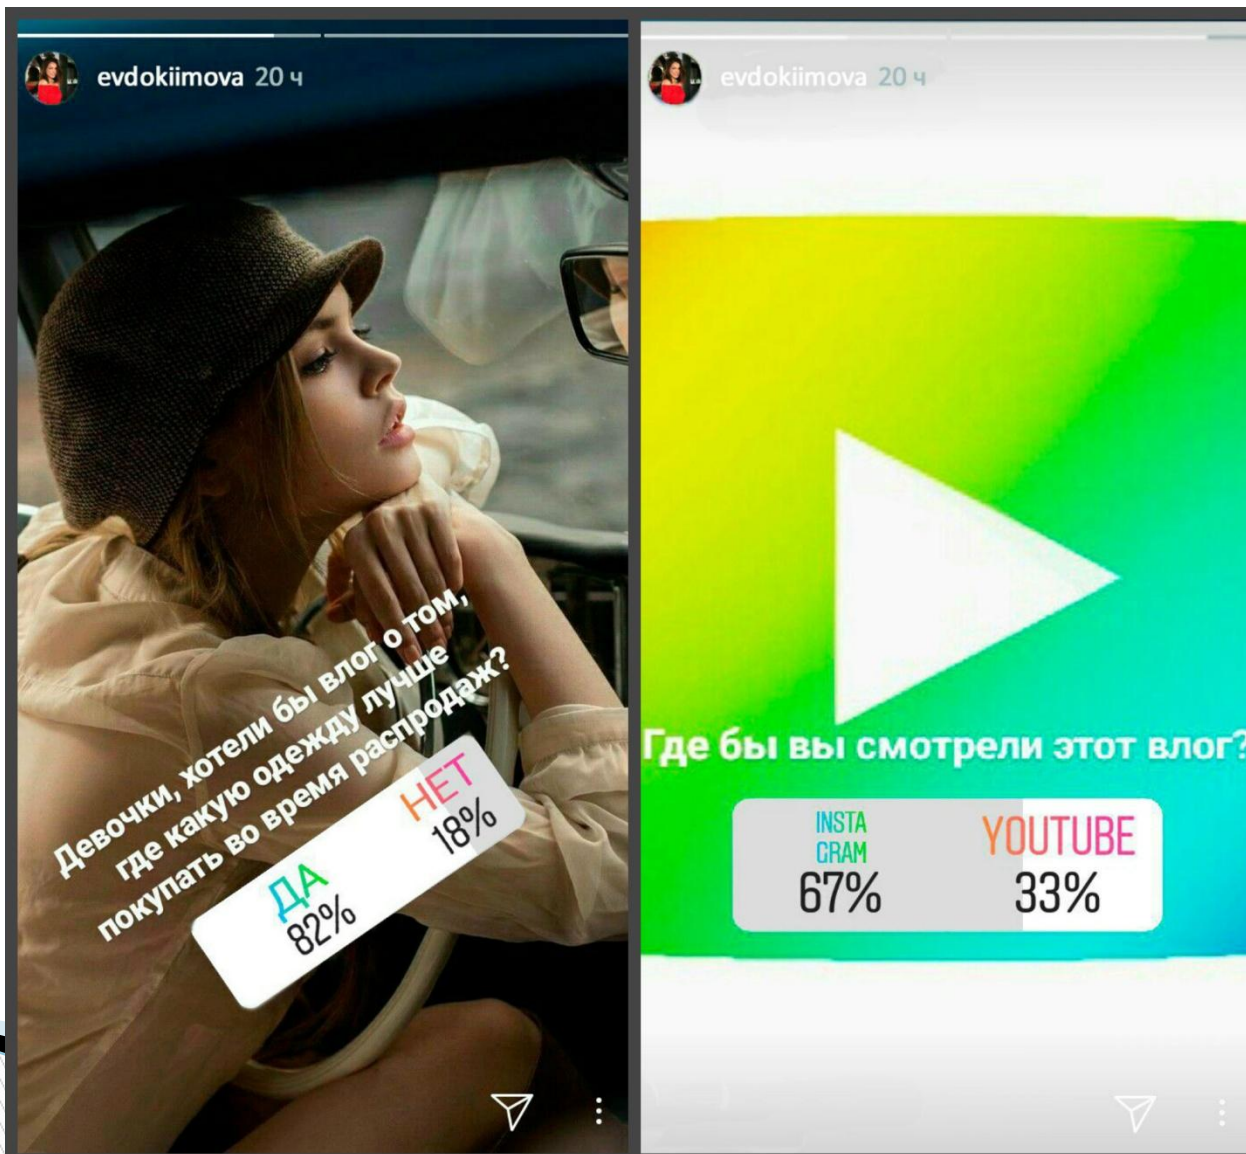 evdokiimova 20 ч
Девочки, хотели бы влог о том,
где какую одежду лучше
покупать во время распродаж?
ДА
82%
НЕТ
18%
evdokiimova 20 ч
Где бы вы смотрели этот влог?
INSTA
GRAM
67%
YOUTUBE
33%